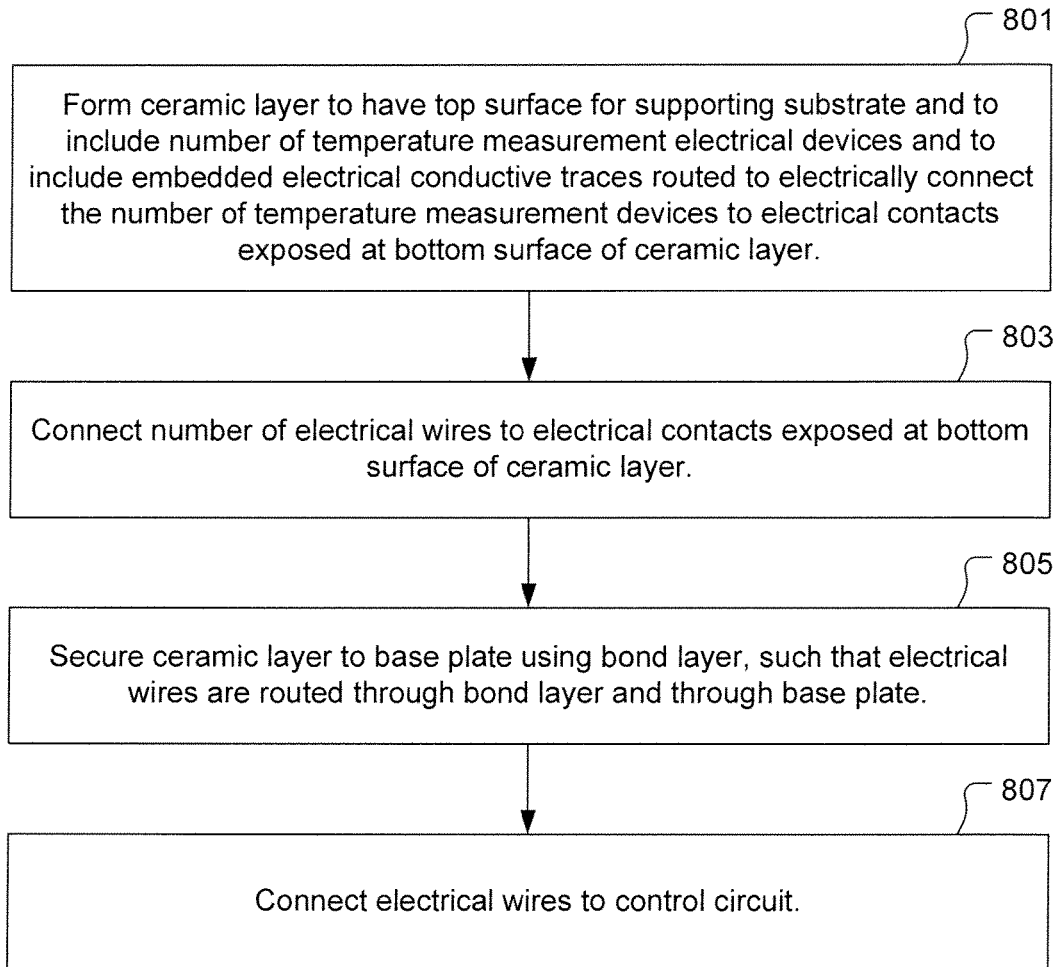 801
Form ceramic layer to have top surface for supporting substrate and to
include number of temperature measurement electrical devices and to
include embedded electrical conductive traces routed to electrically connect
the number of temperature measurement devices to electrical contacts
exposed at bottom surface of ceramic layer.
803
Connect number of electrical wires to electrical contacts exposed at bottom
surface of ceramic layer.
805
Secure ceramic layer to base plate using bond layer, such that electrical
wires are routed through bond layer and through base plate.
807
Connect electrical wires to control circuit.